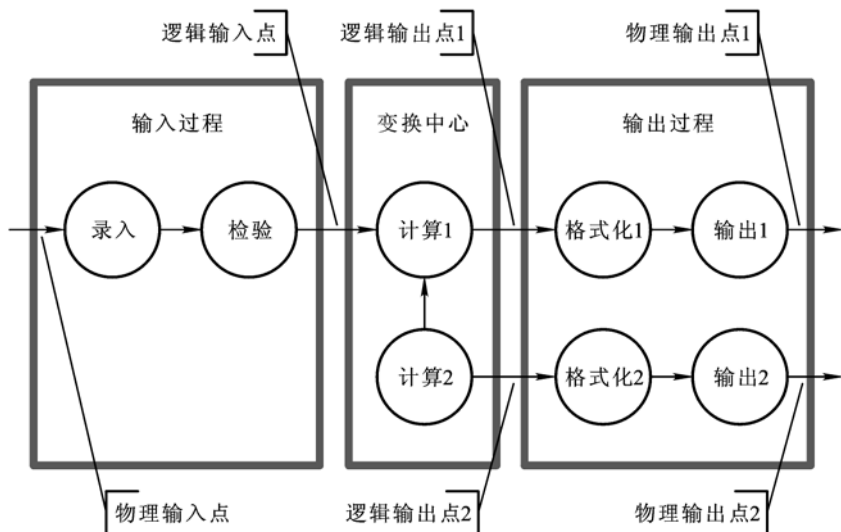 逻辑输入点
逻辑输出点1
物理输出点1
输入过程
变换中心
输出过程
录入
检验
计算1
格式化1
输出1
计算2
格式化2
输出2
物理输入点
逻辑输出点2
物理输出点2